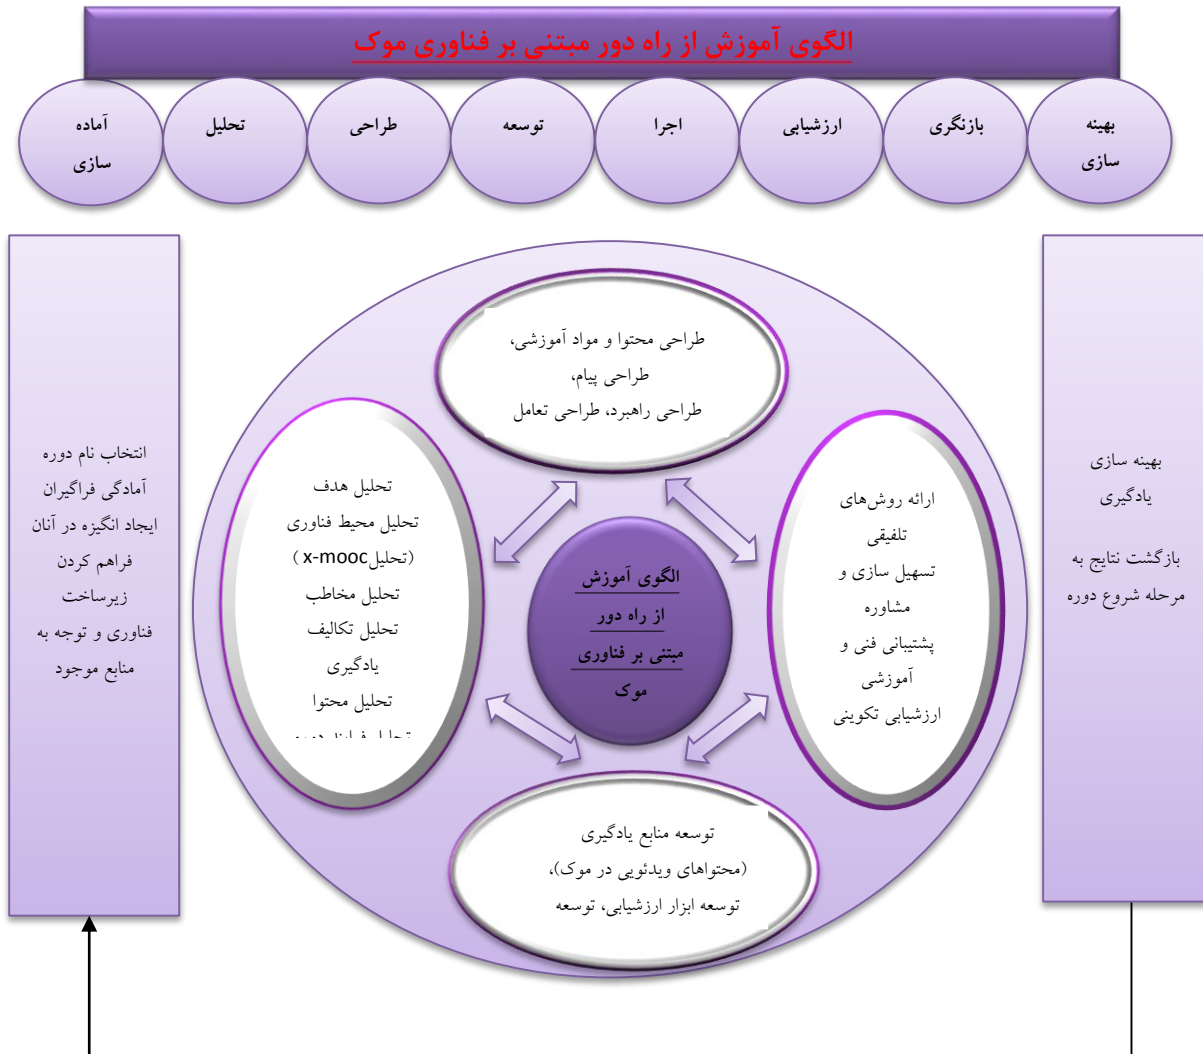 الگوی آموزش از راه دور مبتنی بر فناوری موک
آماده
سازی
تحلیل
طراحی
توسعه
اجرا
ارزشیابی
بازنگری
بهینه
سازی
انتخاب نام دوره
آمادگی فراگیران
ایجاد انگیزه در آنان
فراهم کردن
زیرساخت
فناوری و توجه به
منابع موجود
طراحی محتوا و مواد آموزشی،
طراحی پیام،
طراحی راهبرد، طراحی تعامل
تحلیل هدف
تحلیل محیط فناوری
(تحلیل x-mooc)
تحلیل مخاطب
تحلیل تکالیف
یادگیری
تحلیل محتوا
تحلیل فرایند
الگوی آموزش
از راه دور
مبتنی بر فناوری
موک
ارائه روش‌های
تلفیقی
تسهیل سازی و
مشاوره
پشتیبانی فنی و
آموزشی
ارزشیابی تکوینی
توسعه منابع یادگیری
(محتواهای ویدئویی در موک)،
توسعه ابزار ارزشیابی، توسعه
بهینه سازی
یادگیری
بازگشت نتایج به
مرحله شروع دوره